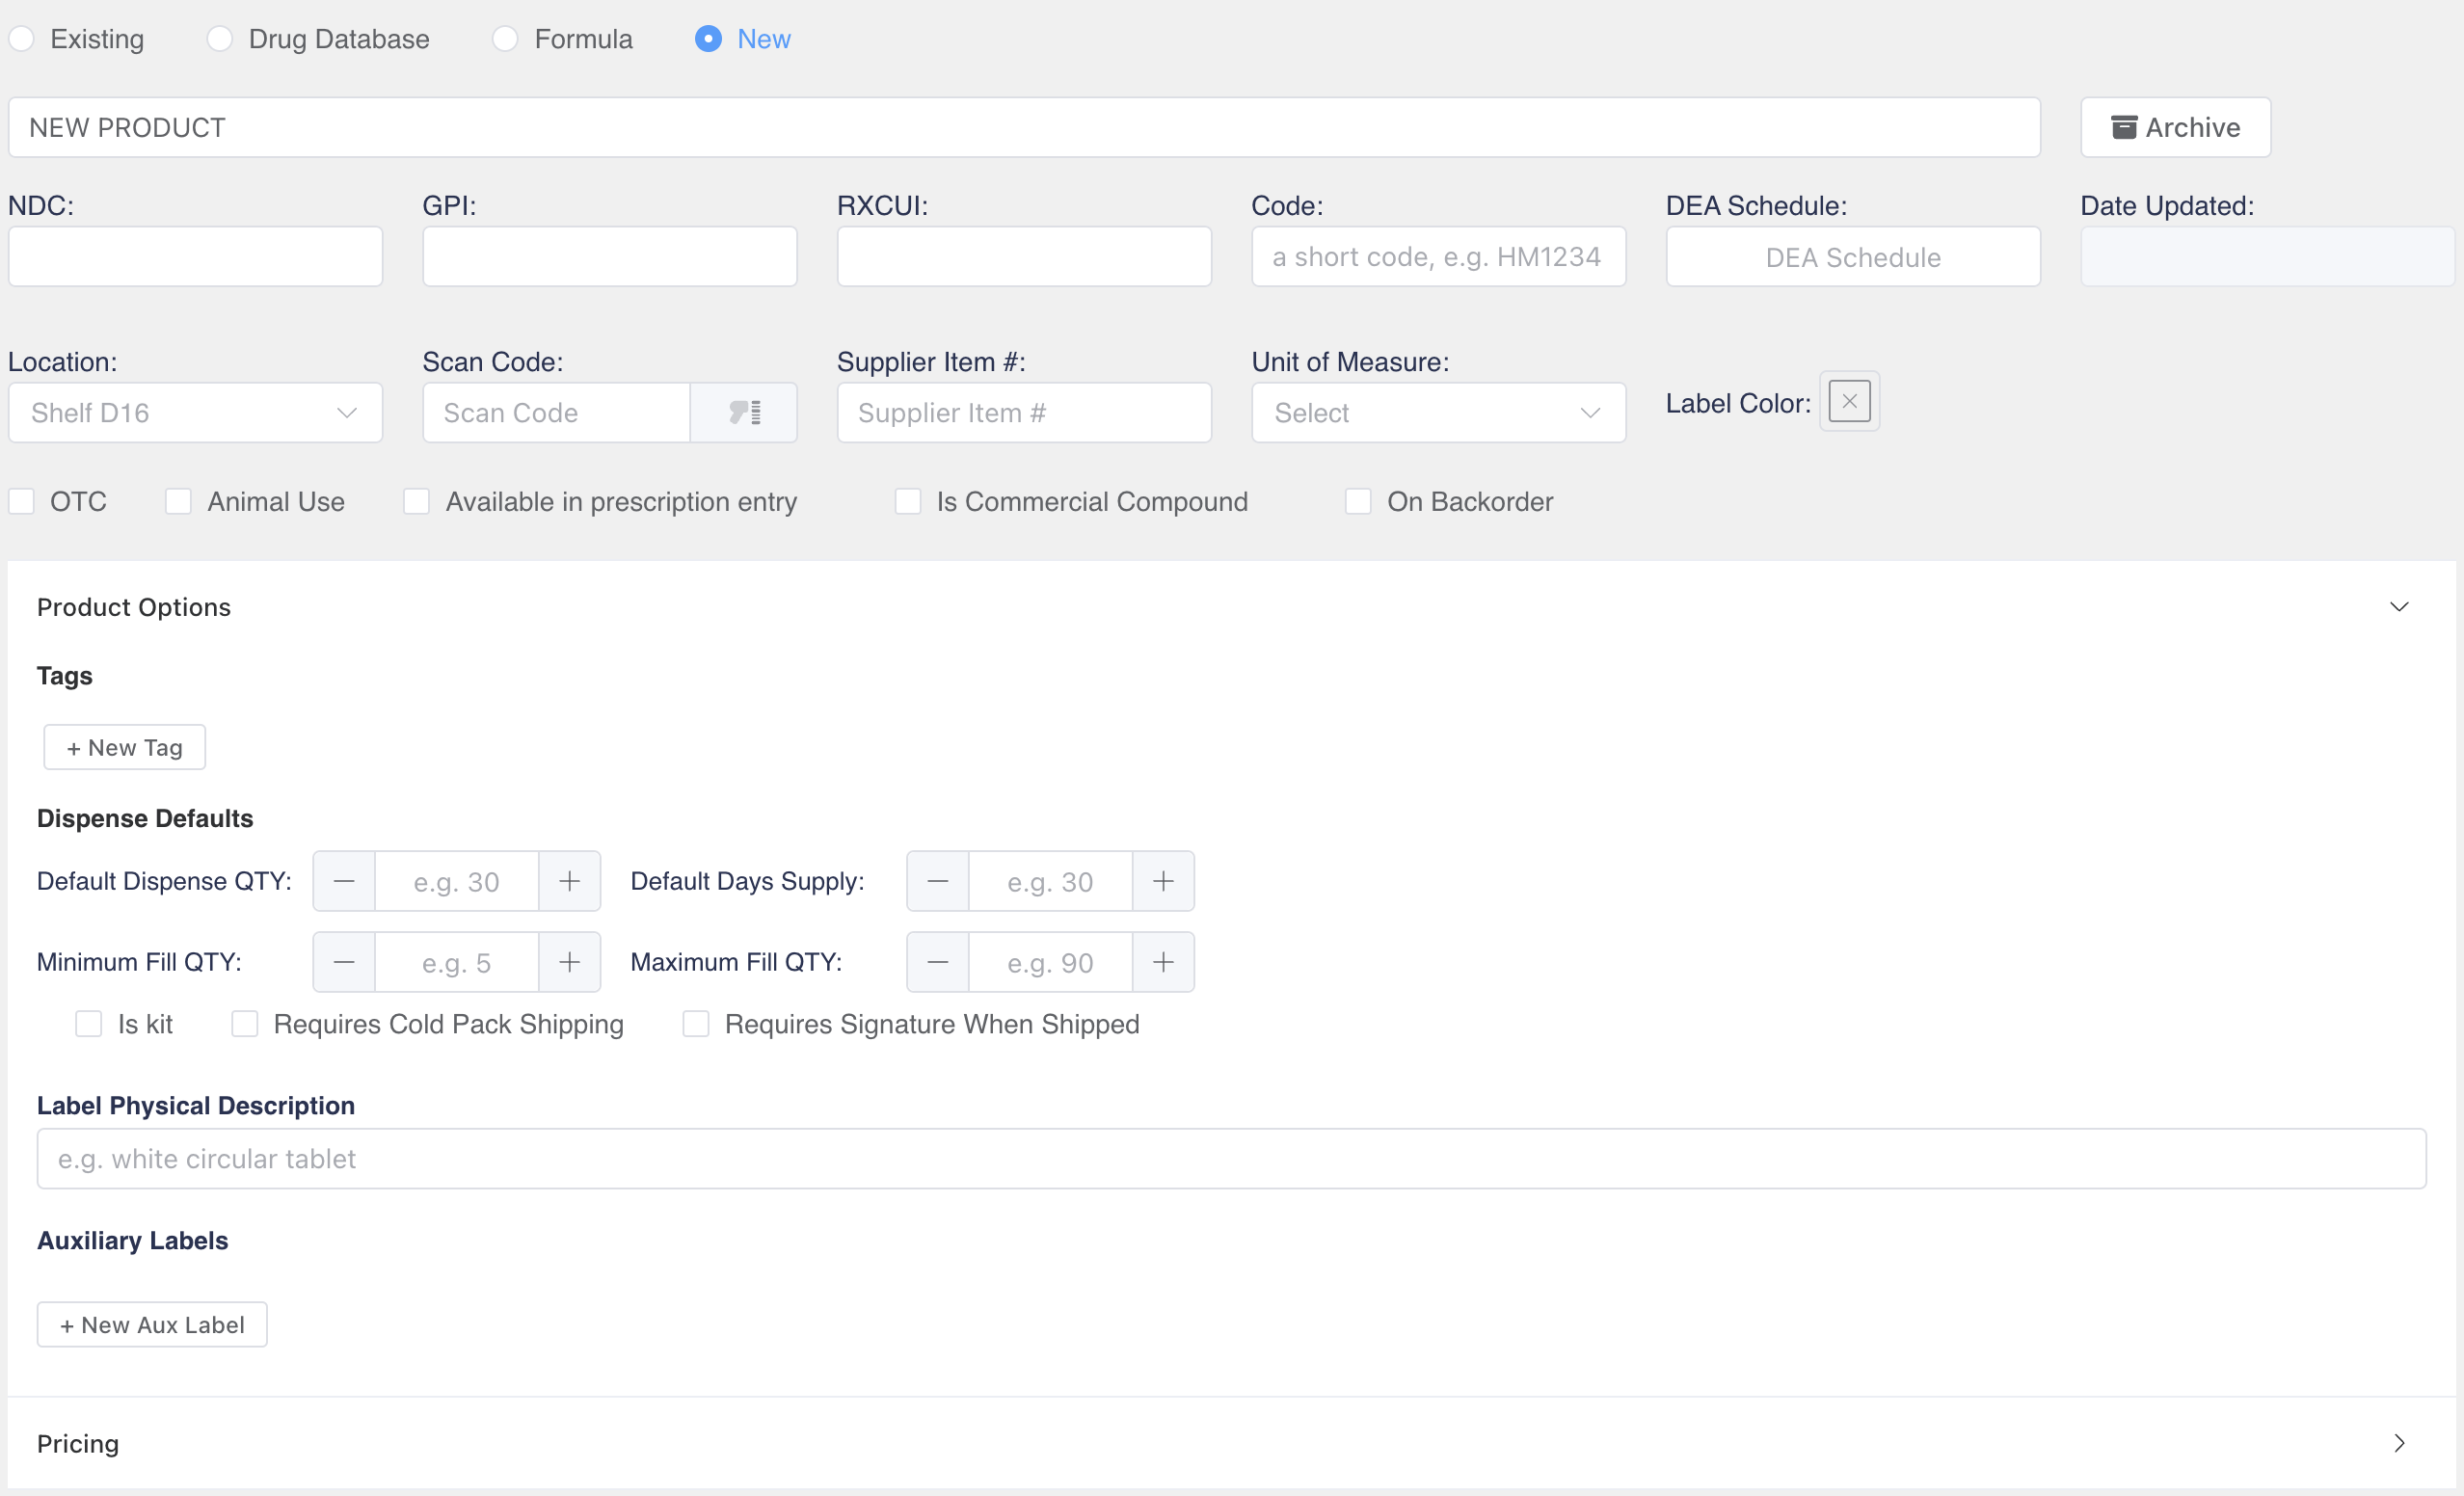 Existing Drug Database Formula New
NEW PRODUCT Archive
NDC: GPI: RXCUI: Code: DEA Schedule: Date Updated:
a short code, e.g. HM1234 DEA Schedule
Location: Scan Code: Supplier Item #: Unit of Measure:
Shelf D16 Scan Code Supplier Item # Select Label Color:
OTC Animal Use Available in prescription entry Is Commercial Compound On Backorder
Product Options
Tags
+ New Tag
Dispense Defaults
Default Dispense QTY: e.g. 30 Default Days Supply: e.g. 30
Minimum Fill QTY: e.g. 5 Maximum Fill QTY: e.g. 90
Is kit Requires Cold Pack Shipping Requires Signature When Shipped
Label Physical Description
e.g. white circular tablet
Auxiliary Labels
+ New Aux Label
Pricing